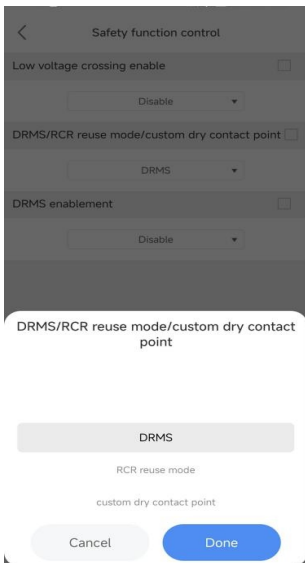 Safety function control
Low voltage crossing enable
Disable
DRMS/RCR reuse mode/custom dry contact point
DRMS
DRMS enablement
Disable
DRMS/RCR reuse mode/custom dry contact
point
DRMS
RCR reuse mode
custom dry contact point
Cancel Done